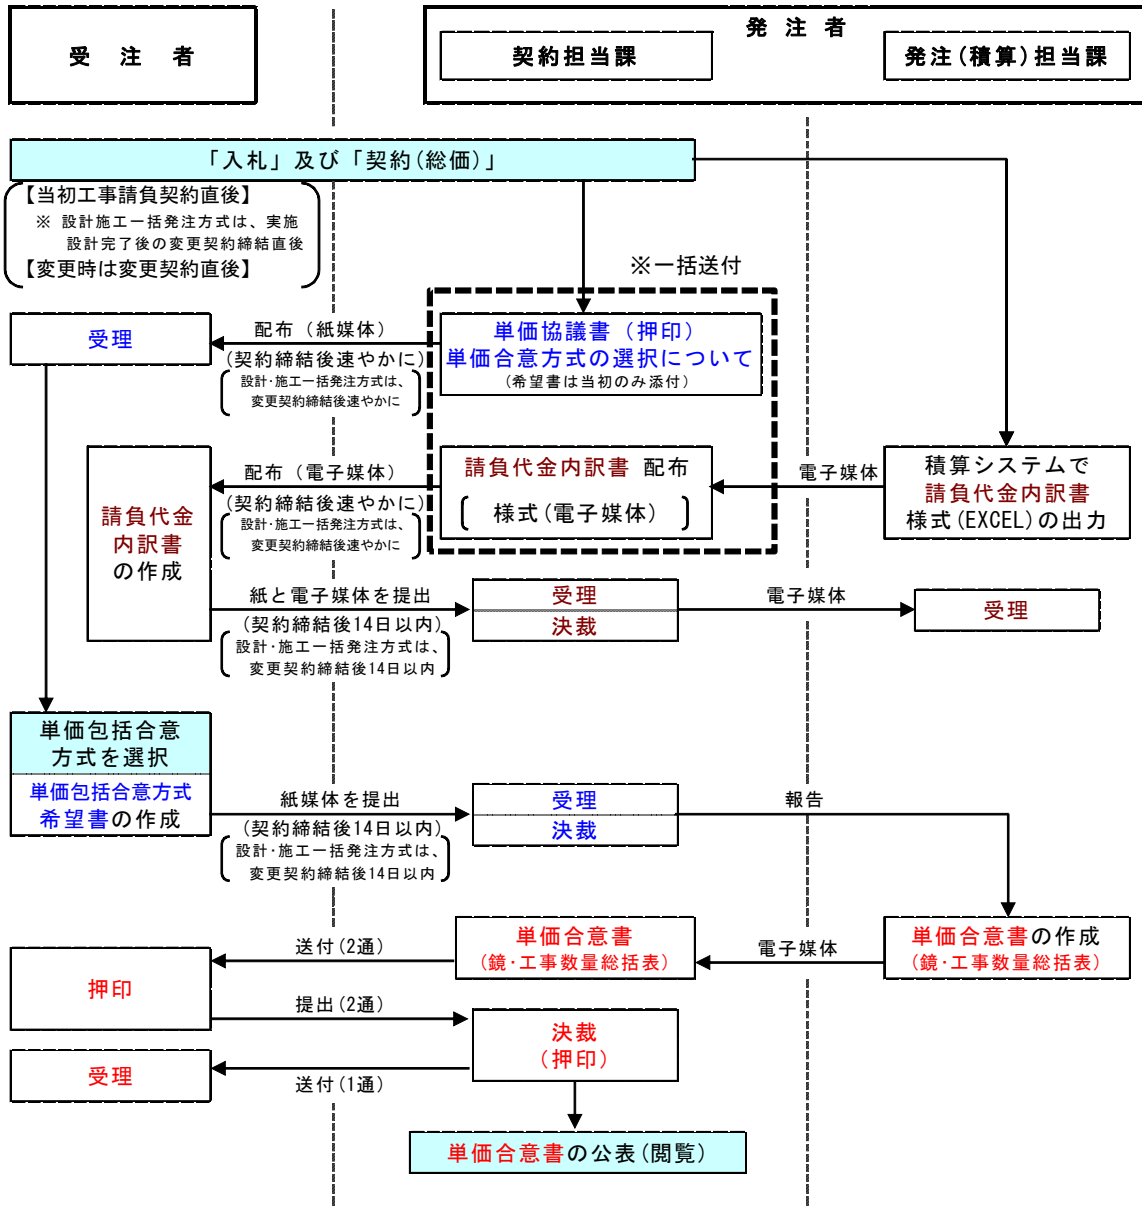 受 注 者
発 注 者
契約担当課
発注(積算)担当課
「入札」及び「契約(総価)」
【当初工事請負契約直後】
※ 設計施工一括発注方式は、実施
設計完了後の変更契約締結直後
【変更時は変更契約直後】
※一括送付
受理
配布（紙媒体）
(契約締結後速やかに)
設計・施工一括発注方式は、
変更契約締結後速やかに
単価協議書（押印）
単価合意方式の選択について
(希望書は当初のみ添付)
請負代金
内訳書
の作成
配布（電子媒体）
(契約締結後速やかに)
設計・施工一括発注方式は、
変更契約締結後速やかに
請負代金内訳書 配布
様式(電子媒体)
電子媒体
積算システムで
請負代金内訳書
様式(EXCEL)の出力
紙と電子媒体を提出
(契約締結後14日以内)
設計・施工一括発注方式は、
変更契約締結後14日以内
受理
決裁
電子媒体
受理
単価包括合意
方式を選択
単価包括合意方式
希望書の作成
紙媒体を提出
(契約締結後14日以内)
設計・施工一括発注方式は、
変更契約締結後14日以内
受理
決裁
報告
単価合意書の作成
(鏡・工事数量総括表)
電子媒体
単価合意書
(鏡・工事数量総括表)
送付(2通)
押印
提出(2通)
決裁
(押印)
受理
送付(1通)
単価合意書の公表(閲覧)